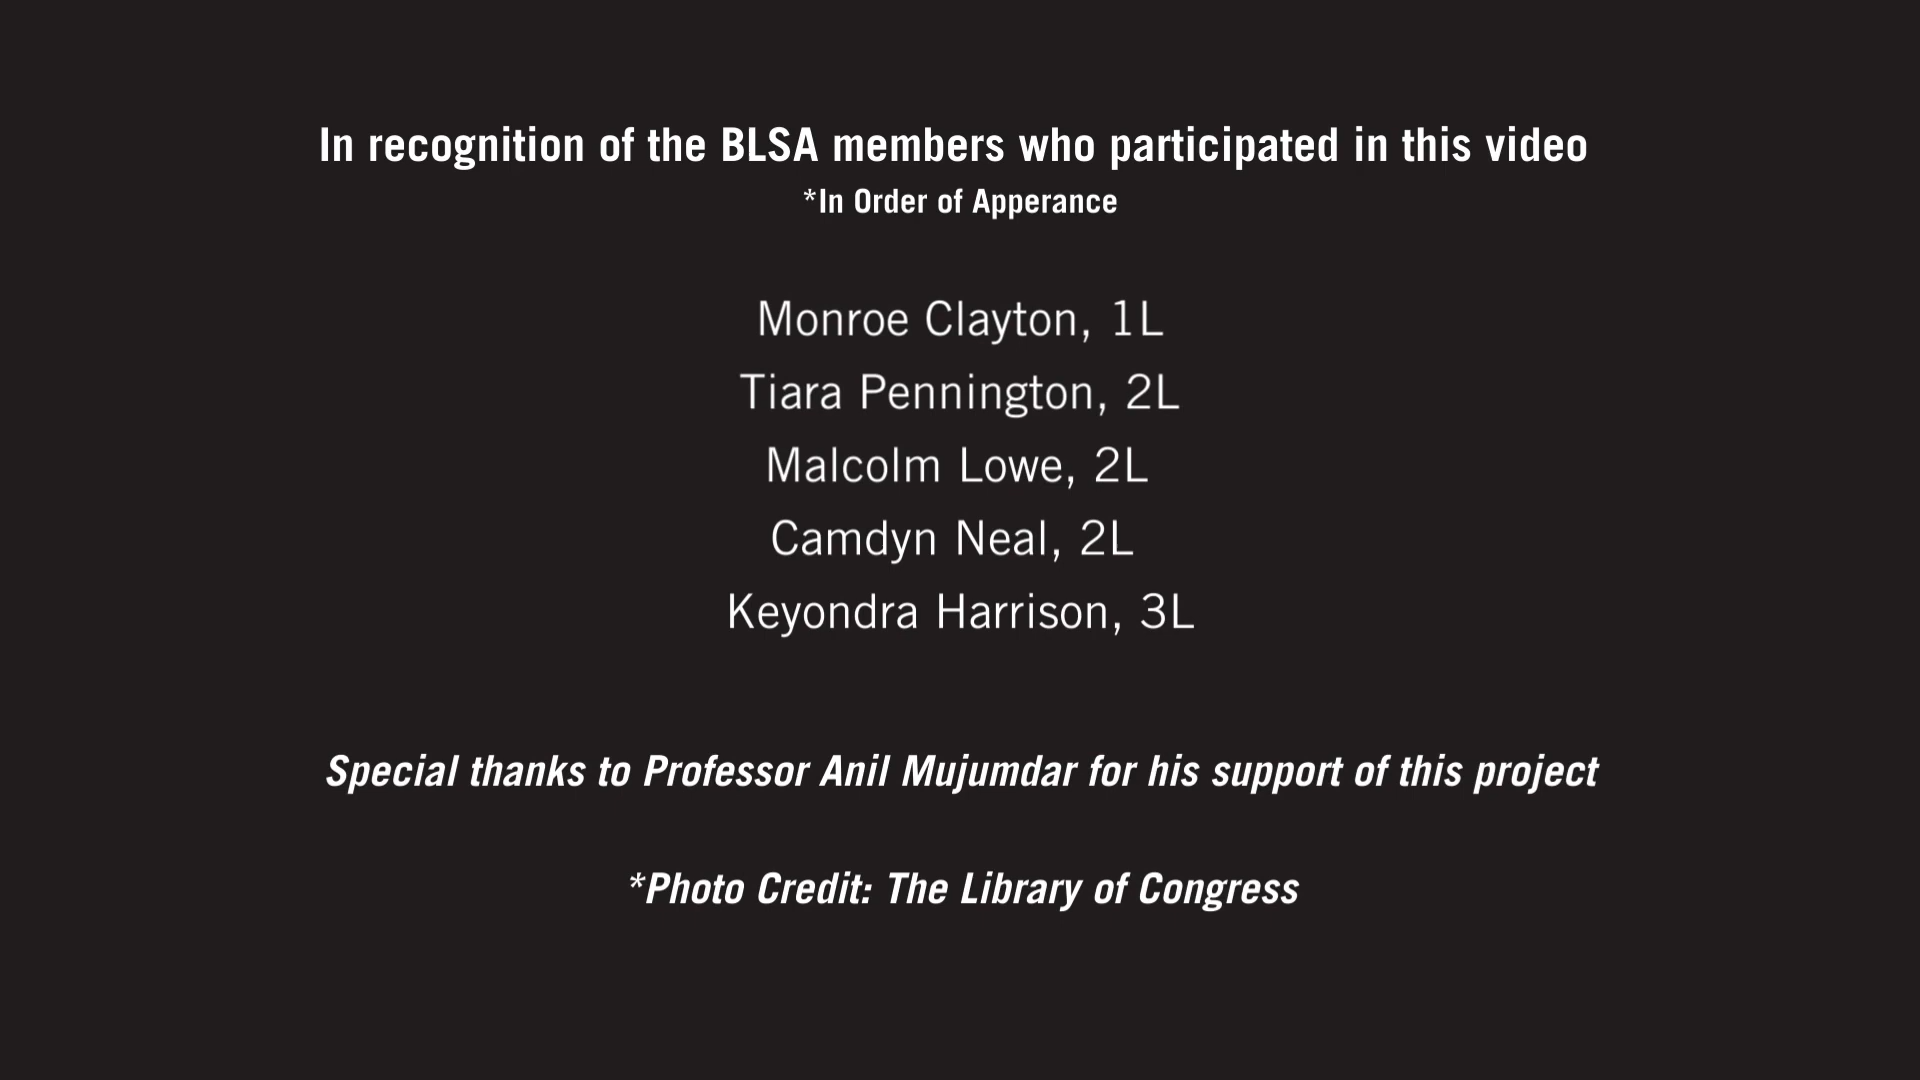 In recognition of the BLSA members who participated in this video
*In Order of Apperance
Monroe Clayton, 1L
Tiara Pennington, 2L
Malcolm Lowe, 2L
Camdyn Neal, 2L
Keyondra Harrison, 3L
Special thanks to Professor Anil Mujumdar for his support of this project
*Photo Credit: The Library of Congress